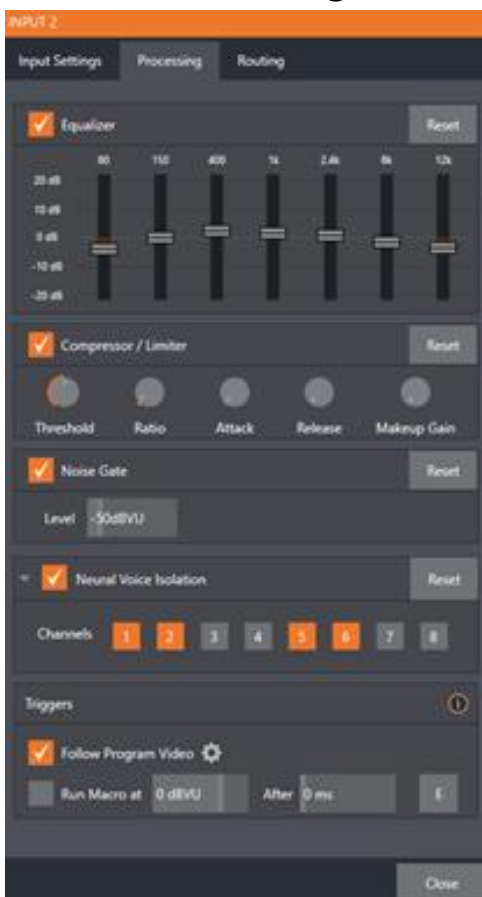 INPUT 2
Input Settings Processing Routing
Equalizer Reset
60 150 400 1k 2.4k 6k 12k
20 dB
10 dB
0 dB
-10 dB
-20 dB
Compressor / Limiter Reset
Threshold Ratio Attack Release Makeup Gain
Noise Gate Reset
Level -50dBVU
Neural Voice Isolation Reset
Channels 1 2 3 4 5 6 7 8
Triggers
Follow Program Video
Run Macro at 0 dBVU After 0 ms E
Close